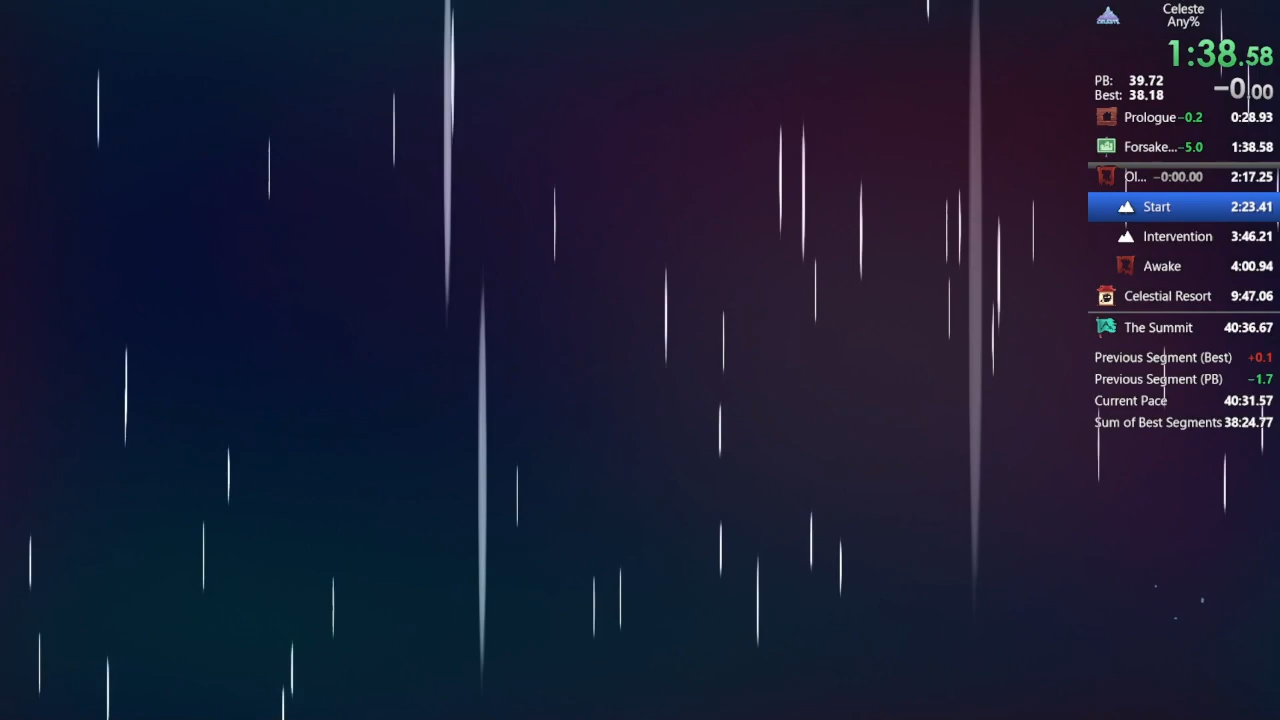 Celeste
Any%
1:38.58
PB: 39.72
Best: 38.18
−0.00
Prologue −0.2 0:28.93
Forsake... −5.0 1:38.58
Ol... −0:00.00 2:17.25
Start 2:23.41
Intervention 3:46.21
Awake 4:00.94
Celestial Resort 9:47.06
The Summit 40:36.67
Previous Segment (Best) +0.1
Previous Segment (PB) −1.7
Current Pace 40:31.57
Sum of Best Segments 38:24.77